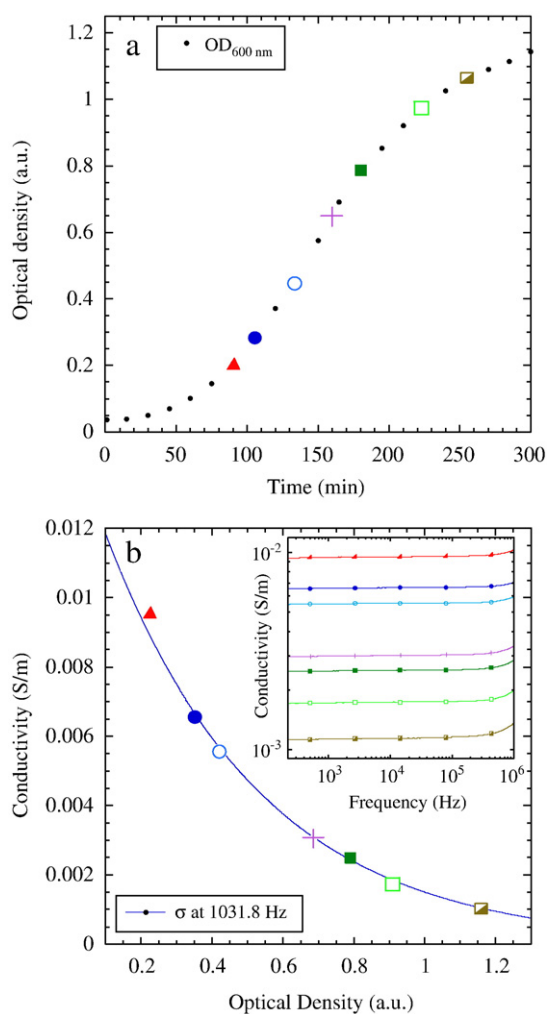 a
OD600 nm
Optical density (a.u.)
1.2
1
0.8
0.6
0.4
0.2
0
0 50 100 150 200 250 300
Time (min)
b
Conductivity (S/m)
0.012
0.01
0.008
0.006
0.004
0.002
0
Conductivity (S/m)
10-2
10-3
103 104 105 106
Frequency (Hz)
σ at 1031.8 Hz
0.2 0.4 0.6 0.8 1 1.2
Optical Density (a.u.)